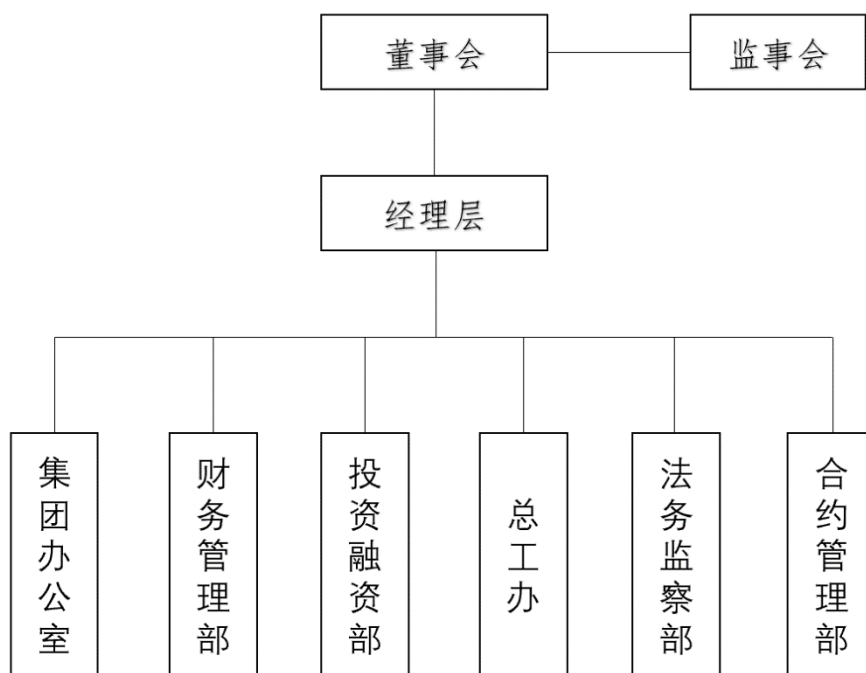 董事会
监事会
经理层
集团办公室
财务管理部
投资融资部
总工办
法务监察部
合约管理部